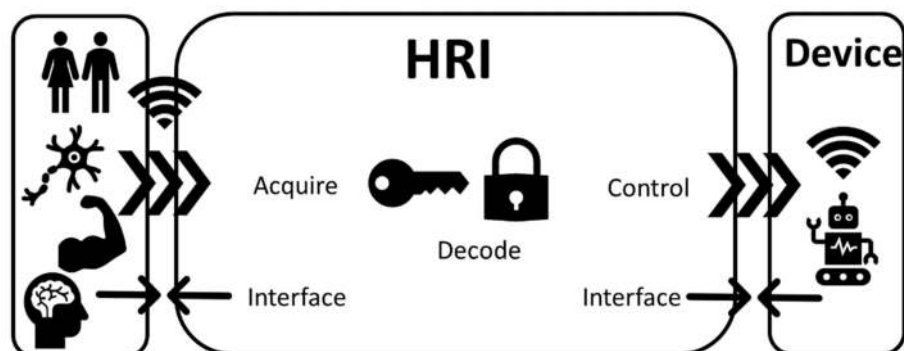 HRI
Device
Acquire
Control
Decode
Interface
Interface